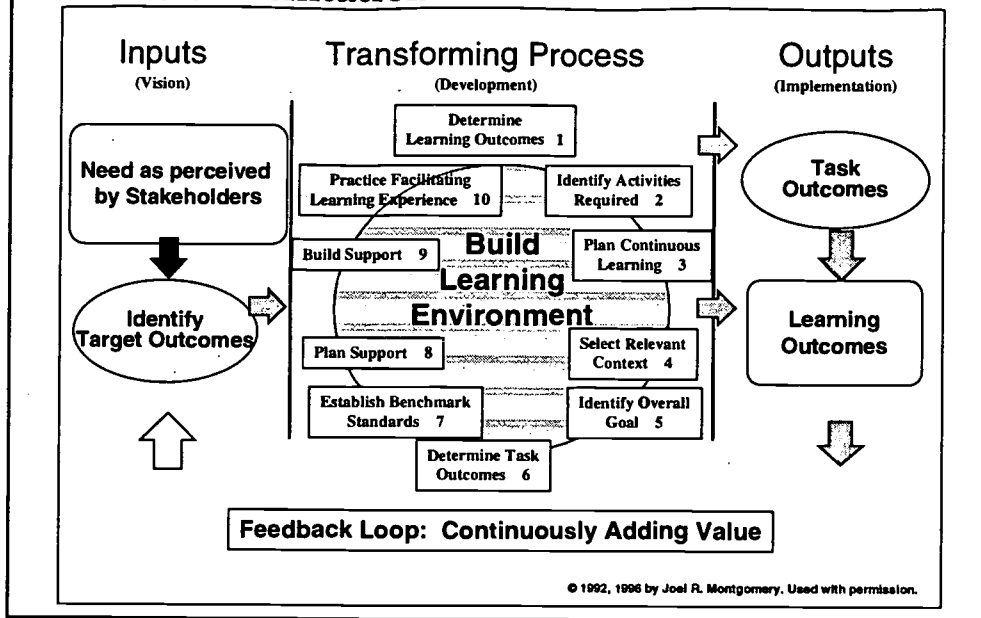 Inputs
(Vision)
Need as perceived
by Stakeholders
Identify
Target Outcomes
Transforming Process
(Development)
Determine
Learning Outcomes 1
Identify Activities
Required 2
Plan Continuous
Learning 3
Select Relevant
Context 4
Identify Overall
Goal 5
Determine Task
Outcomes 6
Establish Benchmark
Standards 7
Plan Support 8
Build Support 9
Practice Facilitating
Learning Experience 10
Build
Learning
Environment
Outputs
(Implementation)
Task
Outcomes
Learning
Outcomes
Feedback Loop: Continuously Adding Value
© 1992, 1996 by Joel R. Montgomery. Used with permission.